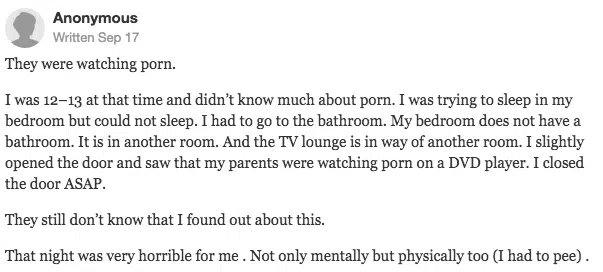 Anonymous
Written Sep 17
They were watching porn.
I was 12–13 at that time and didn’t know much about porn. I was trying to sleep in my
bedroom but could not sleep. I had to go to the bathroom. My bedroom does not have a
bathroom. It is in another room. And the TV lounge is in way of another room. I slightly
opened the door and saw that my parents were watching porn on a DVD player. I closed
the door ASAP.
They still don’t know that I found out about this.
That night was very horrible for me . Not only mentally but physically too (I had to pee) .